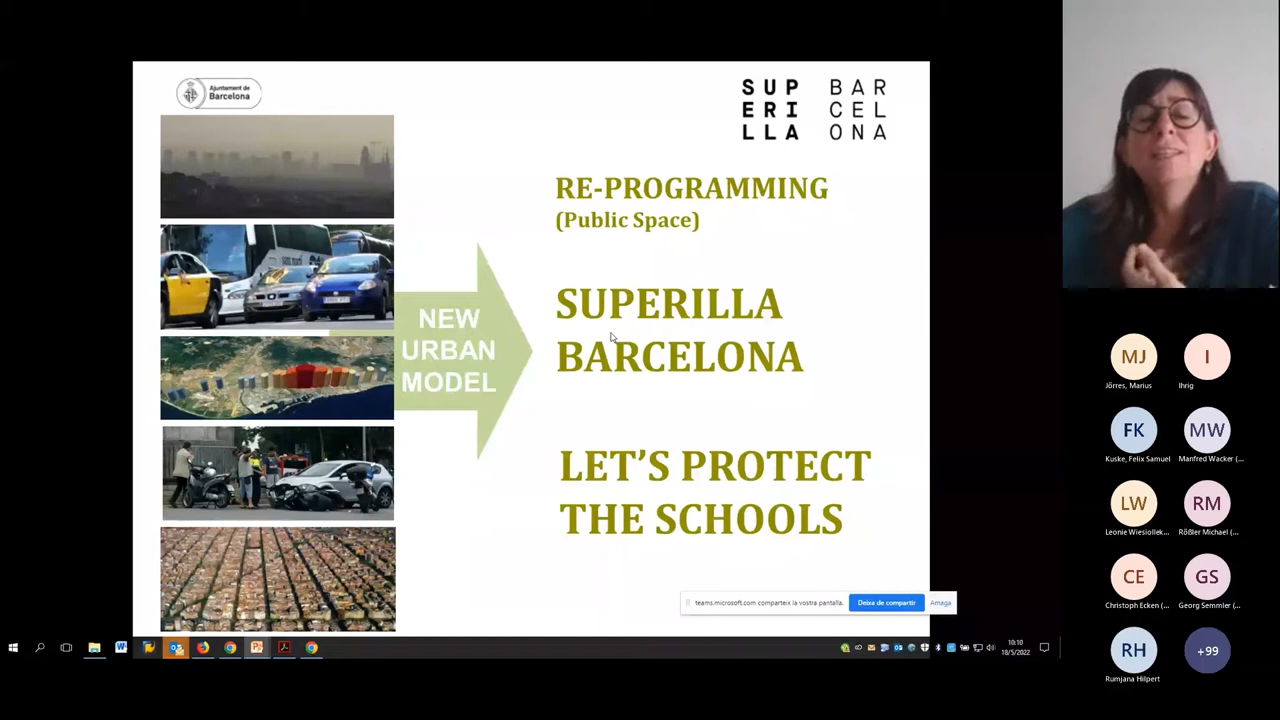 Ajuntament de
Barcelona
SUP BAR
ERI CEL
LLA ONA
RE-PROGRAMMING
(Public Space)
NEW
URBAN
MODEL
SUPERILLA
BARCELONA
LET’S PROTECT
THE SCHOOLS
teams.microsoft.com comparteix la vostra pantalla.
Deixa de compartir
Amaga
10:10
18/5/2022
MJ
Jörres, Marius
I
Ihrig
FK
Kuske, Felix Samuel
MW
Manfred Wacker (...
LW
Leonie Wiesiollek...
RM
Rößler Michael (...
CE
Christoph Ecken (...
GS
Georg Semmler (...
RH
Rumjana Hilpert
+99